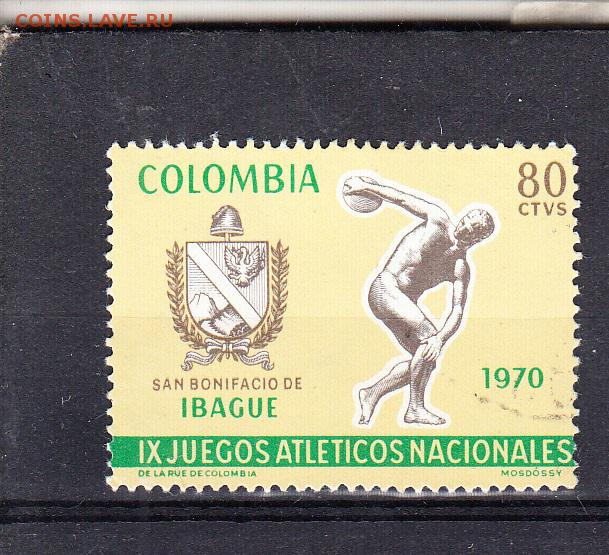 COINS.LAVE.RU
COLOMBIA
80
CTVS
SAN BONIFACIO DE
IBAGUE
1970
IX JUEGOS ATLETICOS NACIONALES
DE LA RUE DE COLOMBIA
MOSDÓSSY